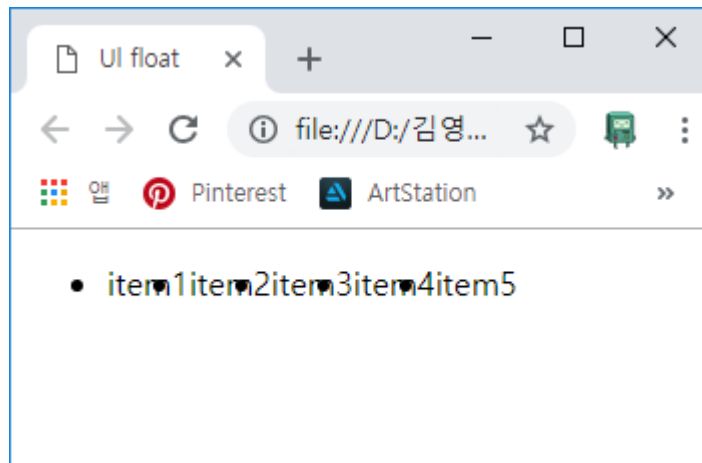 Ul float
file:///D:/김영...
앱 Pinterest ArtStation »
• item1item2item3item4item5